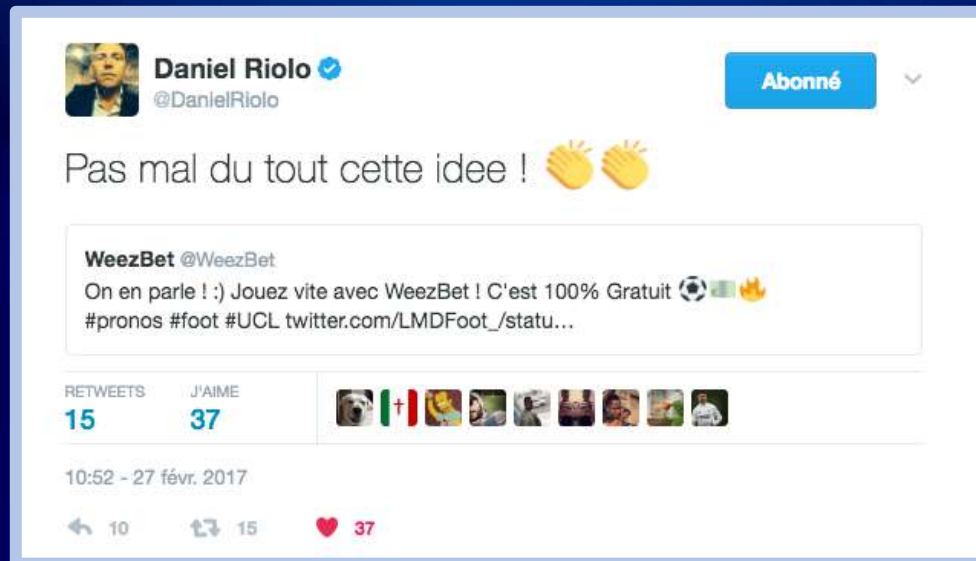 Daniel Riolo
@DanielRiolo
Abonné
Pas mal du tout cette idee ! 👏👏
WeezBet @WeezBet
On en parle ! :) Jouez vite avec WeezBet ! C'est 100% Gratuit ⚽💵🔥
#pronos #foot #UCL twitter.com/LMDFoot_/statu...
RETWEETS J'AIME
15 37
10:52 - 27 févr. 2017
10 15 37